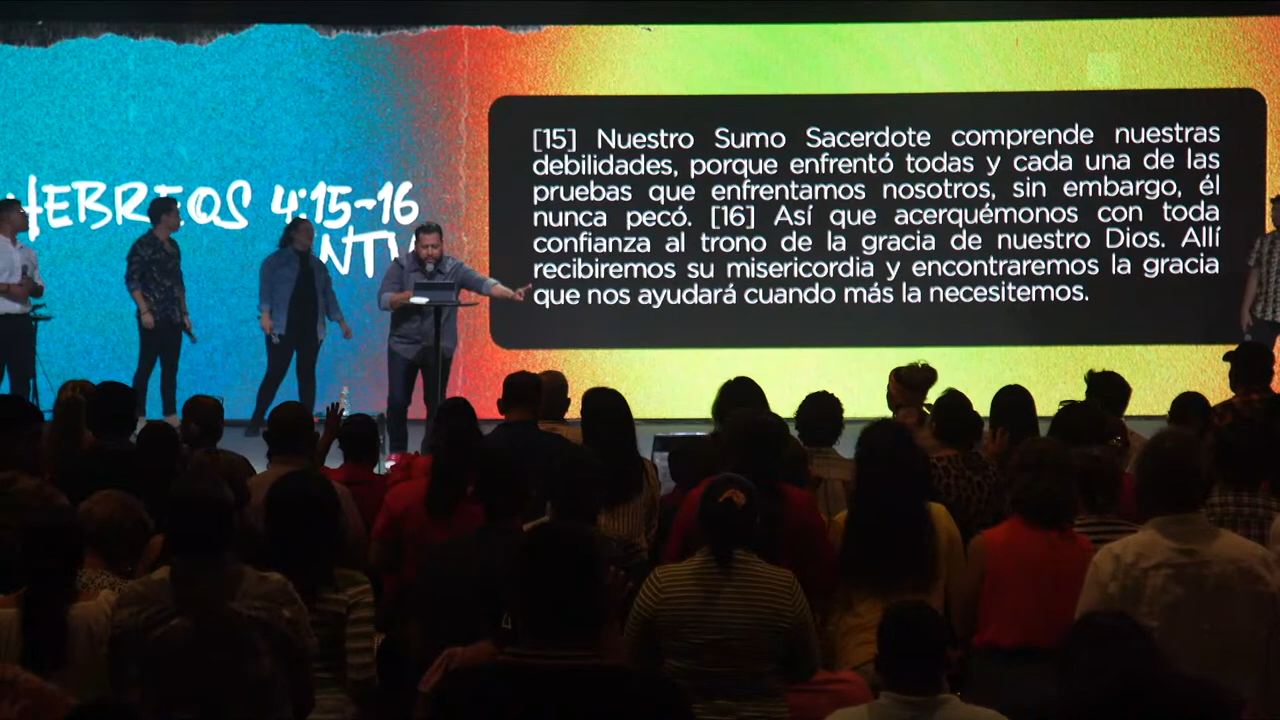 HEBREOS 4:15-16
NTV
[15] Nuestro Sumo Sacerdote comprende nuestras
debilidades, porque enfrentó todas y cada una de las
pruebas que enfrentamos nosotros, sin embargo, él
nunca pecó. [16] Así que acerquémonos con toda
confianza al trono de la gracia de nuestro Dios. Allí
recibiremos su misericordia y encontraremos la gracia
que nos ayudará cuando más la necesitemos.